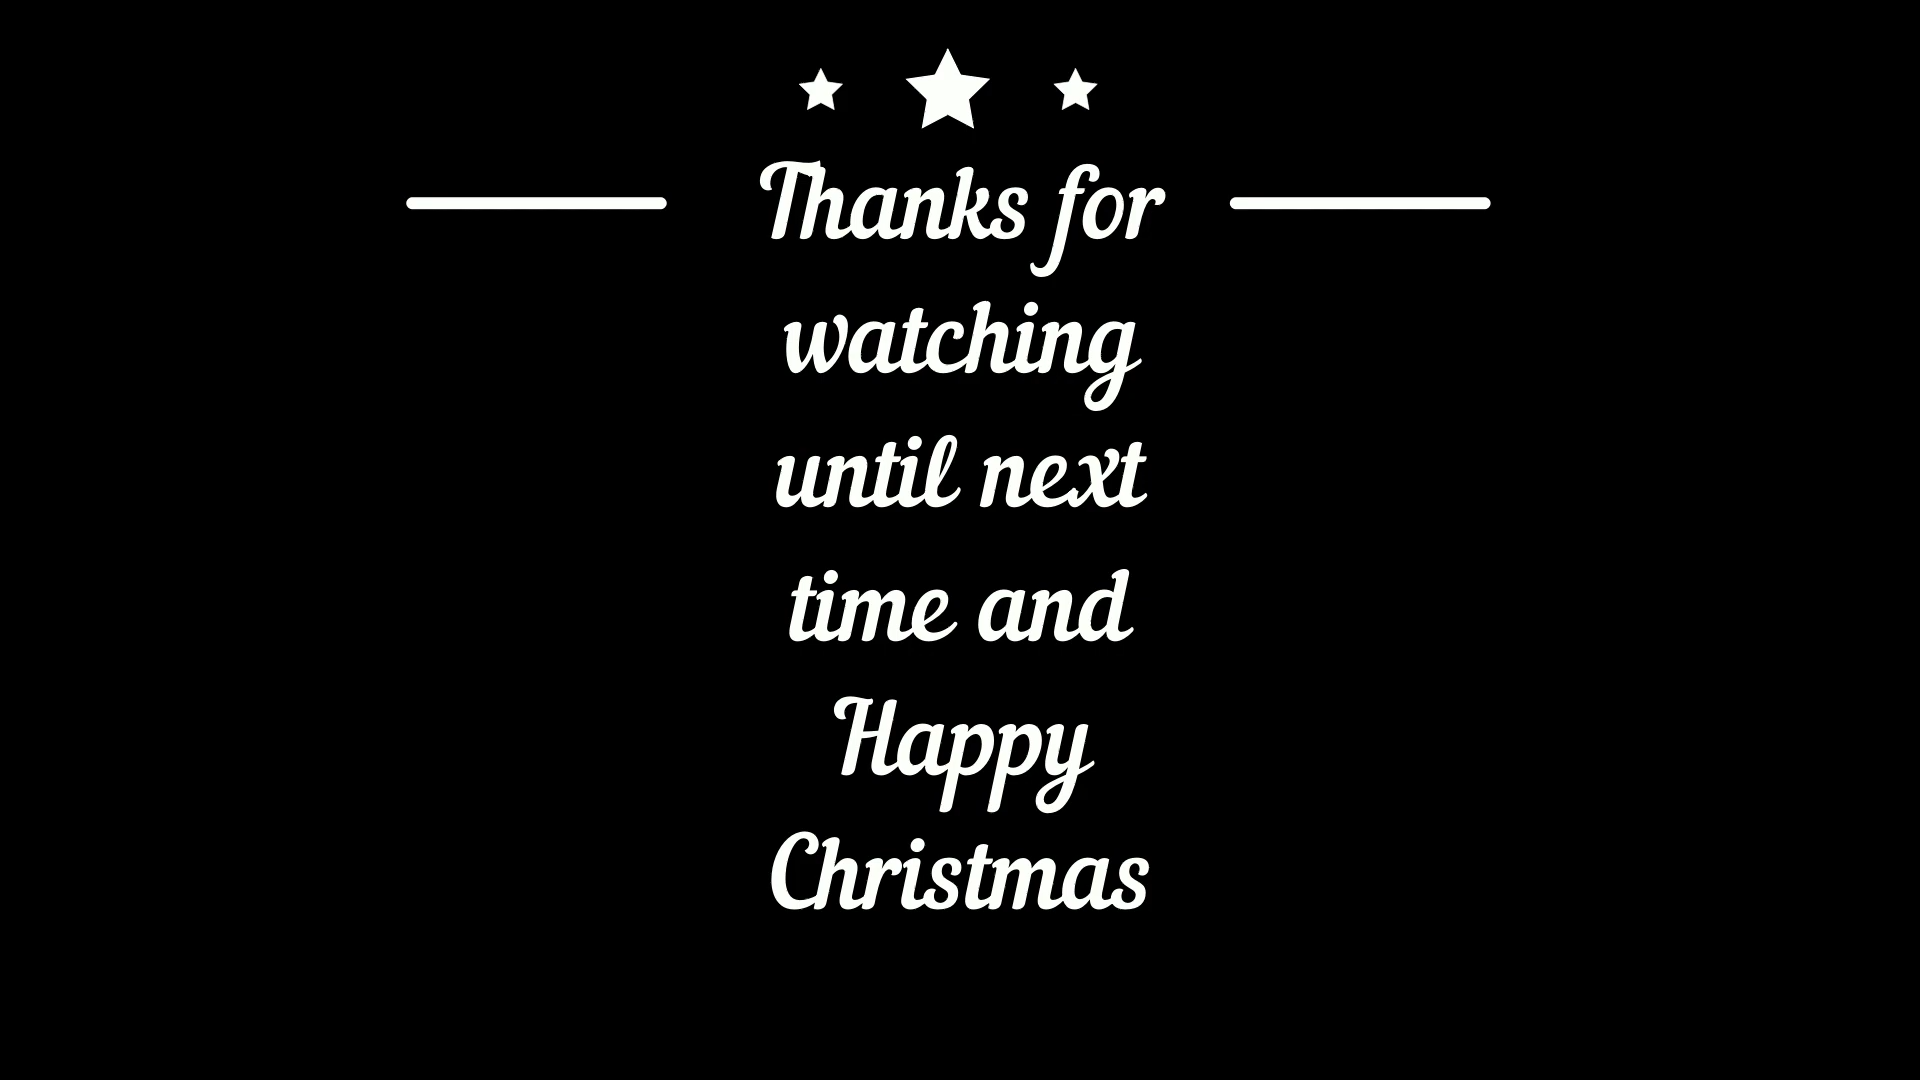 Thanks for
watching
until next
time and
Happy
Christmas